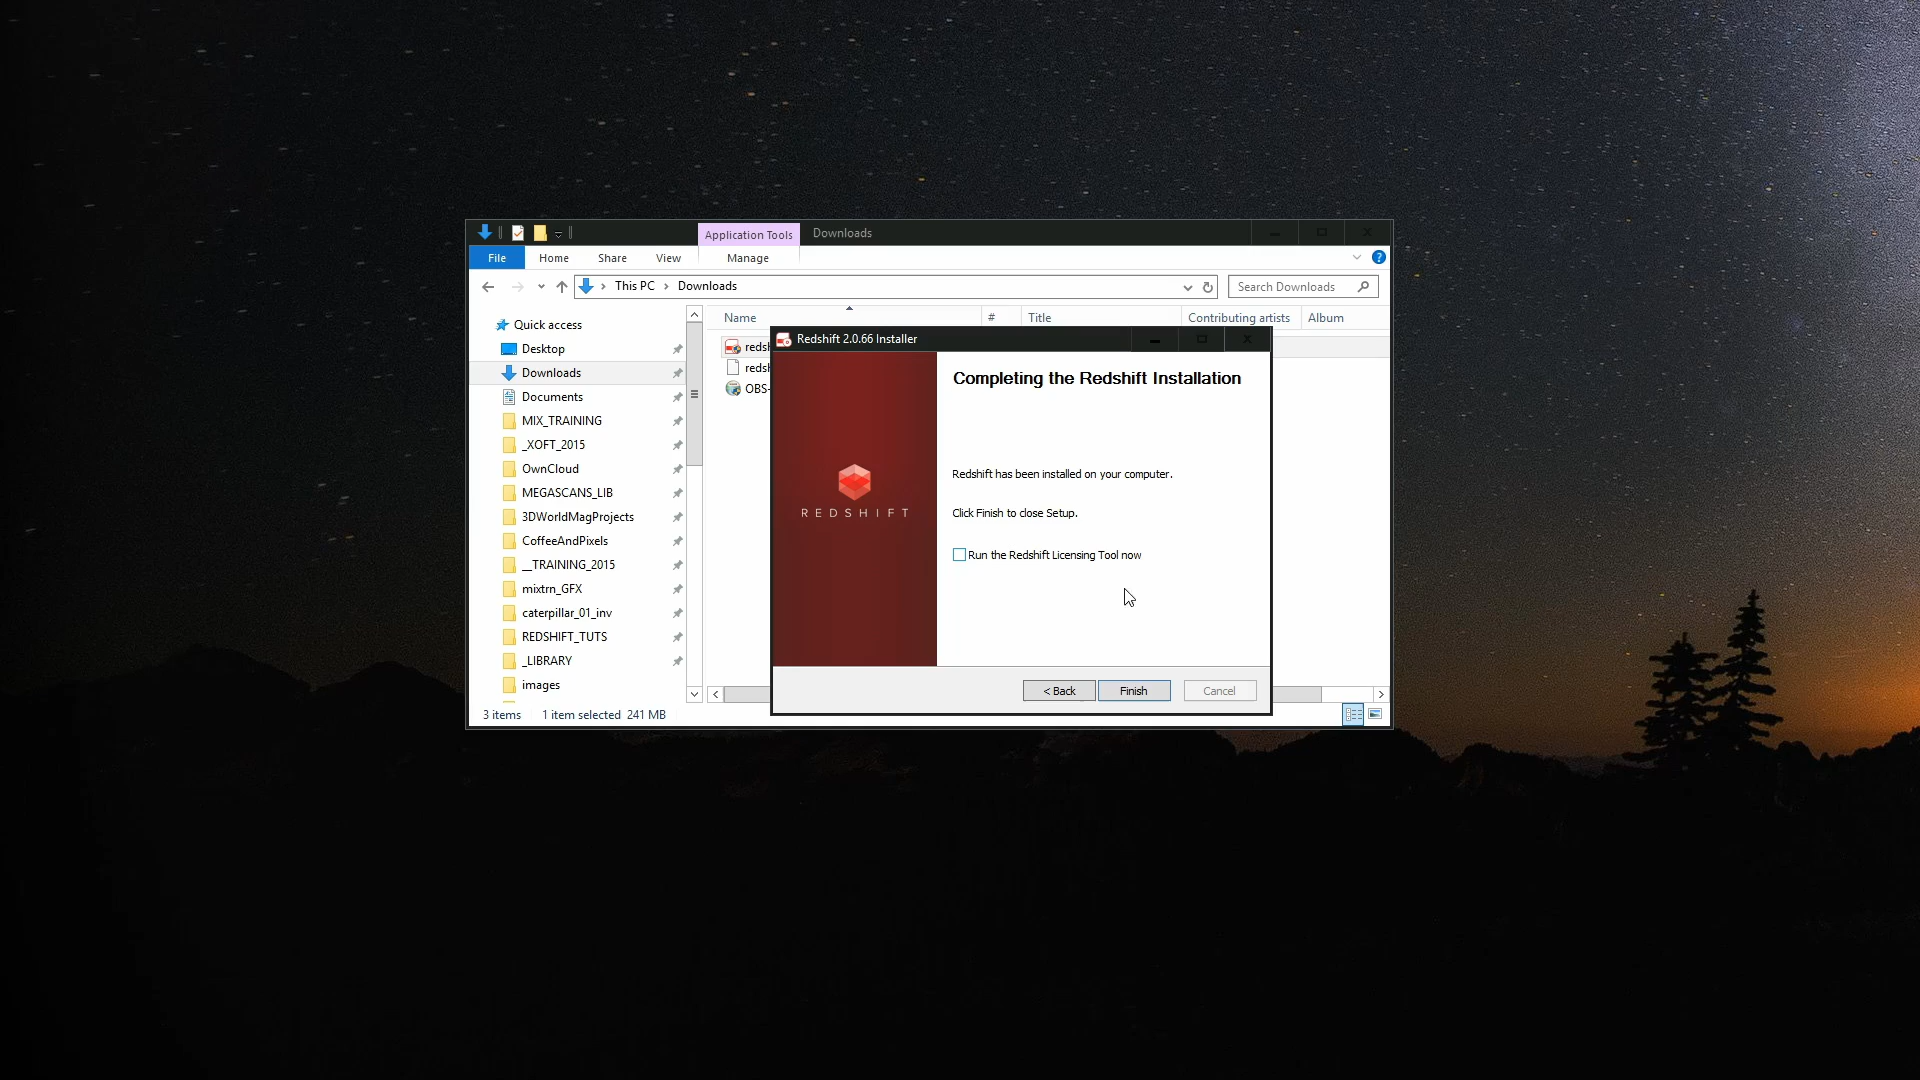 Application Tools
Downloads
File
Home
Share
View
Manage
This PC
Downloads
Search Downloads
Name
#
Title
Contributing artists
Album
Quick access
Desktop
Downloads
Documents
MIX_TRAINING
_XOFT_2015
OwnCloud
MEGASCANS_LIB
3DWorldMagProjects
CoffeeAndPixels
__TRAINING_2015
mixtrn_GFX
caterpillar_01_inv
REDSHIFT_TUTS
_LIBRARY
images
redsh
redsh
OBS-
Redshift 2.0.66 Installer
REDSHIFT
Completing the Redshift Installation
Redshift has been installed on your computer.
Click Finish to close Setup.
Run the Redshift Licensing Tool now
< Back
Finish
Cancel
3 items
1 item selected 241 MB